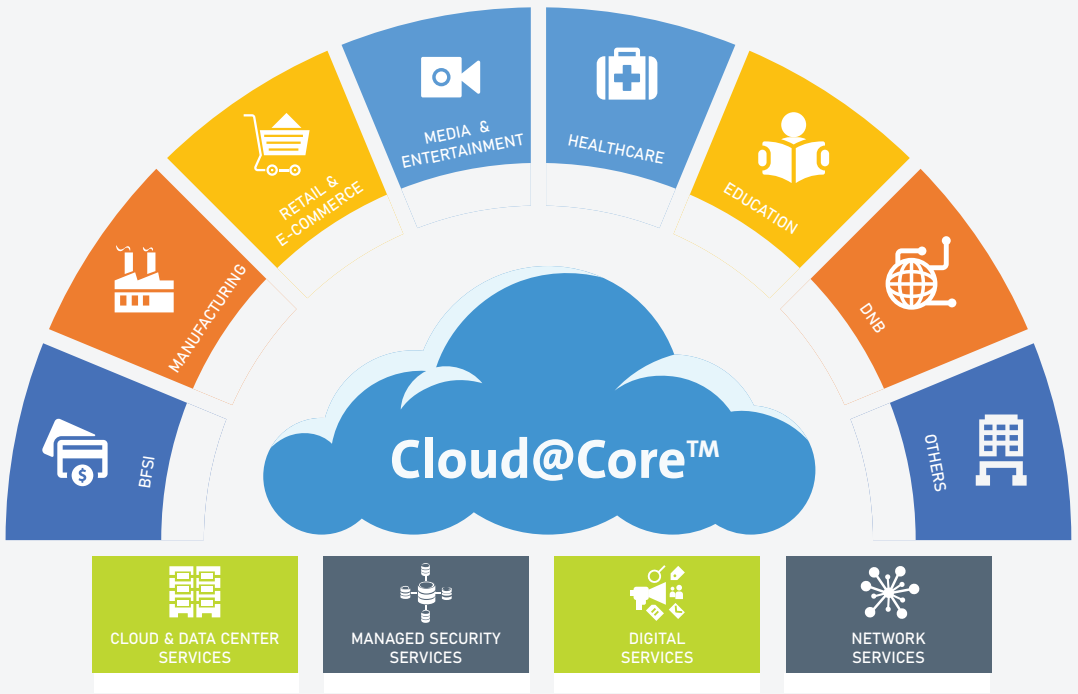 MEDIA &
ENTERTAINMENT
HEALTHCARE
RETAIL &
E-COMMERCE
EDUCATION
MANUFACTURING
DNB
BFSI
OTHERS
Cloud@Core™
CLOUD & DATA CENTER
SERVICES
MANAGED SECURITY
SERVICES
DIGITAL
SERVICES
NETWORK
SERVICES